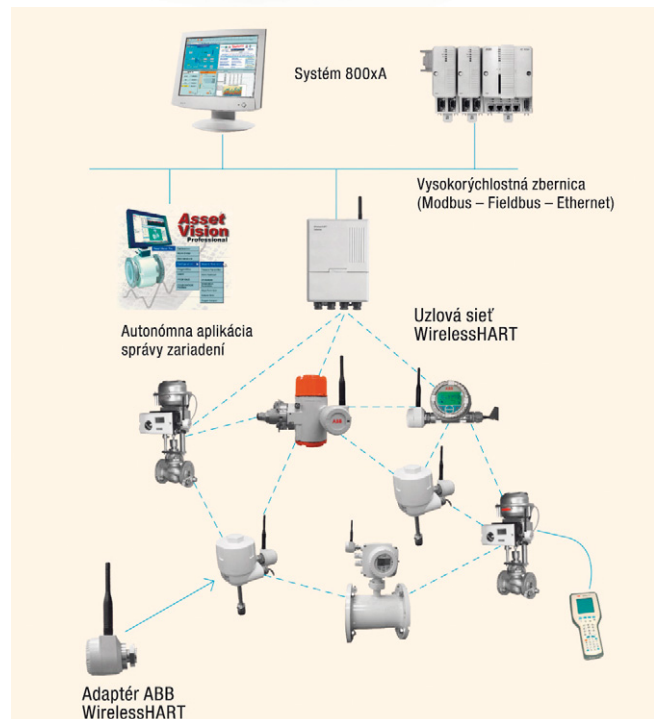 Systém 800xA
Vysokorýchlostná zbernica
(Modbus – Fieldbus – Ethernet)
Asset
Vision
Professional
Autonómna aplikácia
správy zariadení
Uzlová sieť
WirelessHART
ABB
Adaptér ABB
WirelessHART